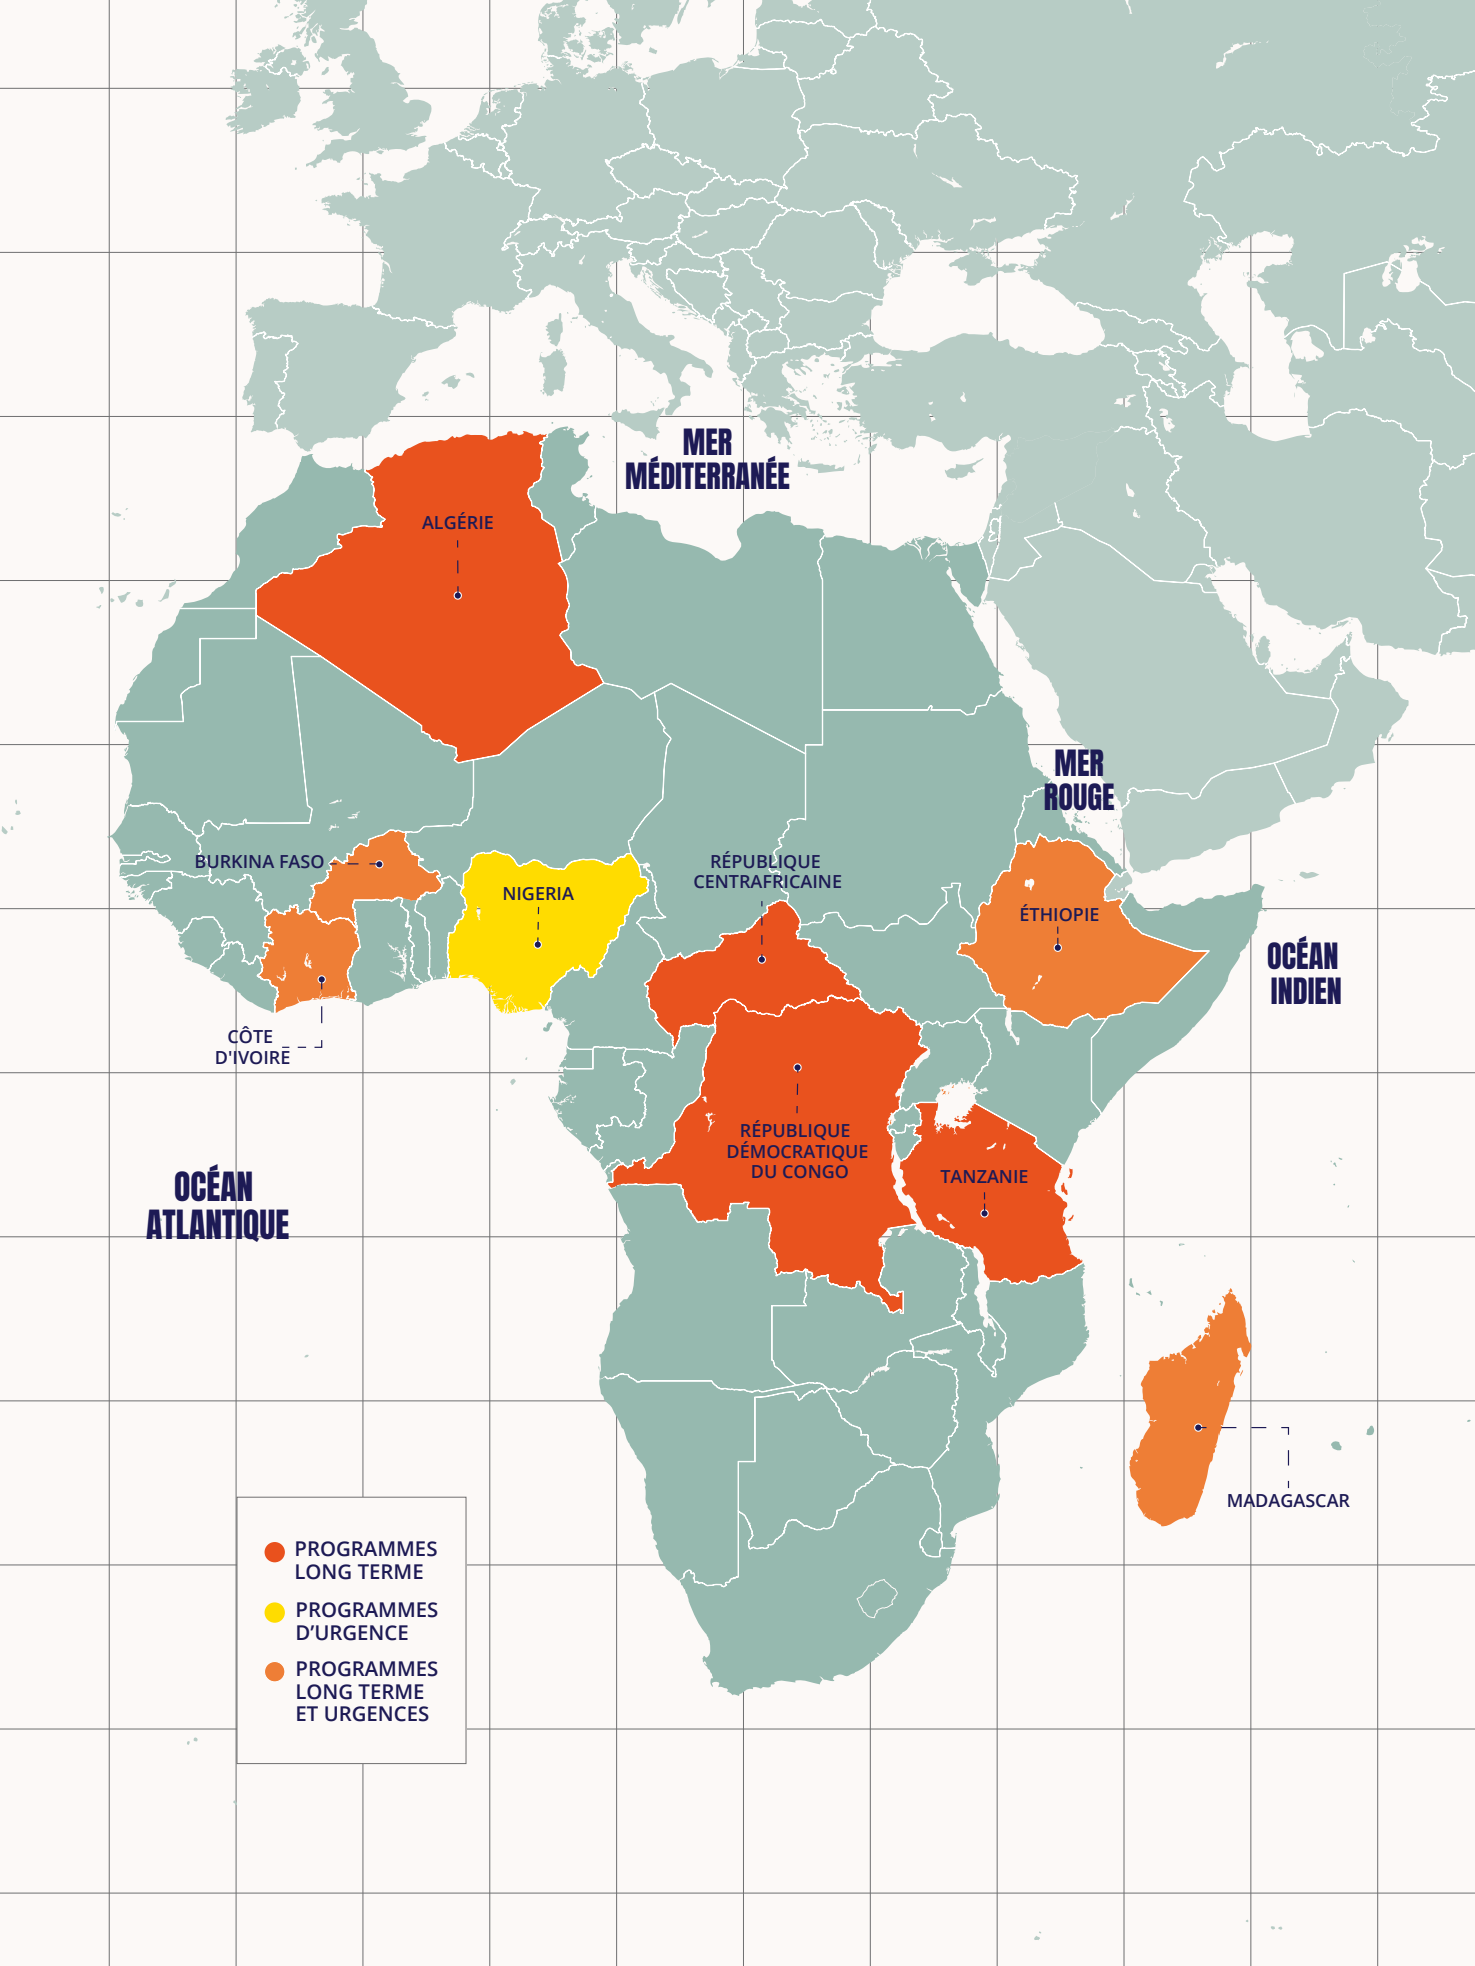 MER
MÉDITERRANÉE
ALGÉRIE
MER
ROUGE
BURKINA FASO
NIGERIA
RÉPUBLIQUE
CENTRAFRICAINE
ÉTHIOPIE
OCÉAN
INDIEN
CÔTE
D'IVOIRE
RÉPUBLIQUE
DÉMOCRATIQUE
DU CONGO
TANZANIE
OCÉAN
ATLANTIQUE
MADAGASCAR
PROGRAMMES
LONG TERME
PROGRAMMES
D’URGENCE
PROGRAMMES
LONG TERME
ET URGENCES